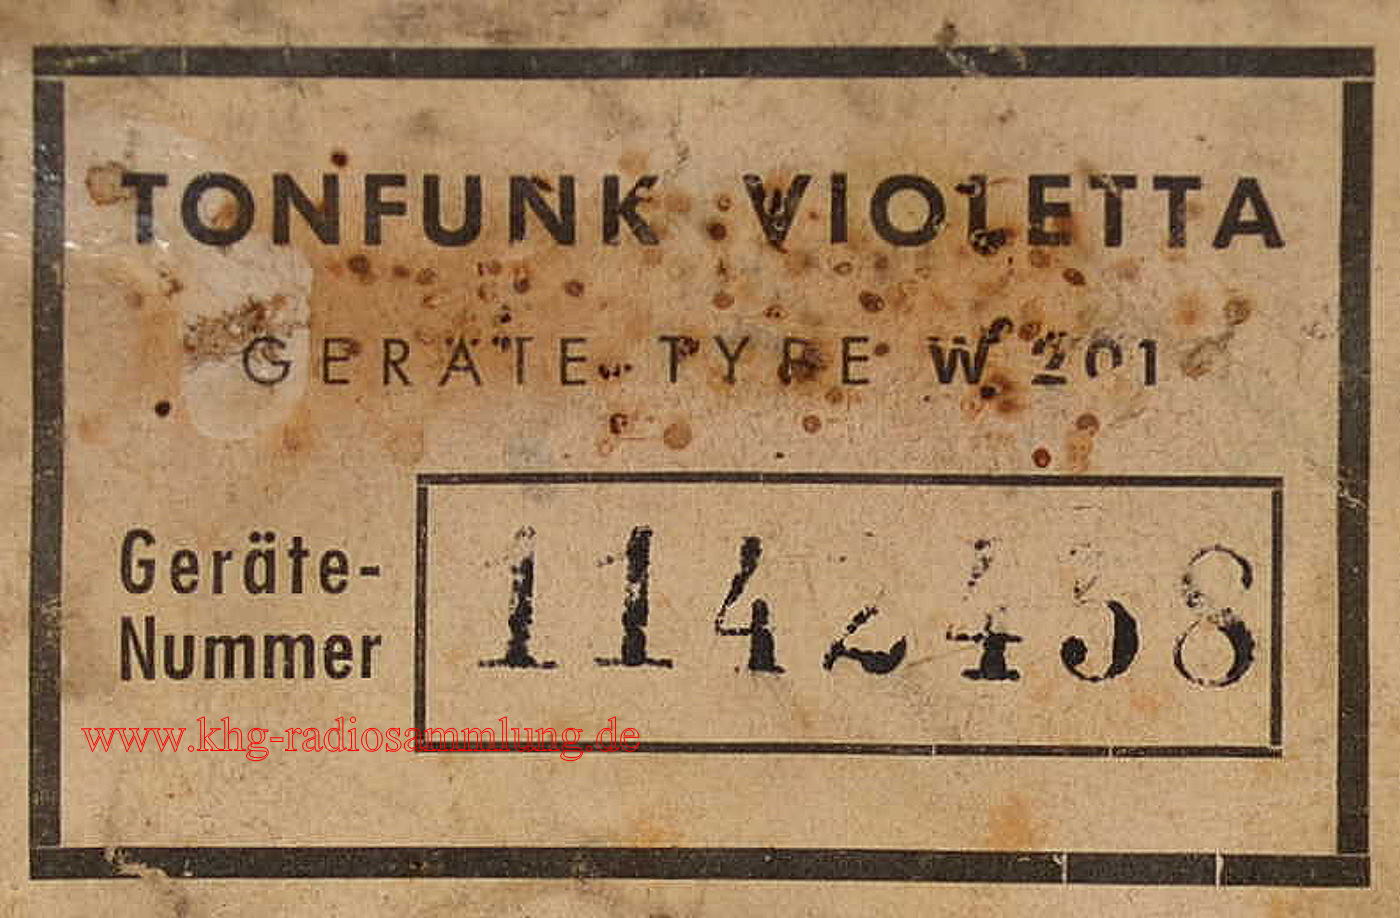 TONFUNK VIOLETTA
GERÄTE-TYPE W 201
Geräte-
Nummer
1142458
www.khg-radiosammlung.de